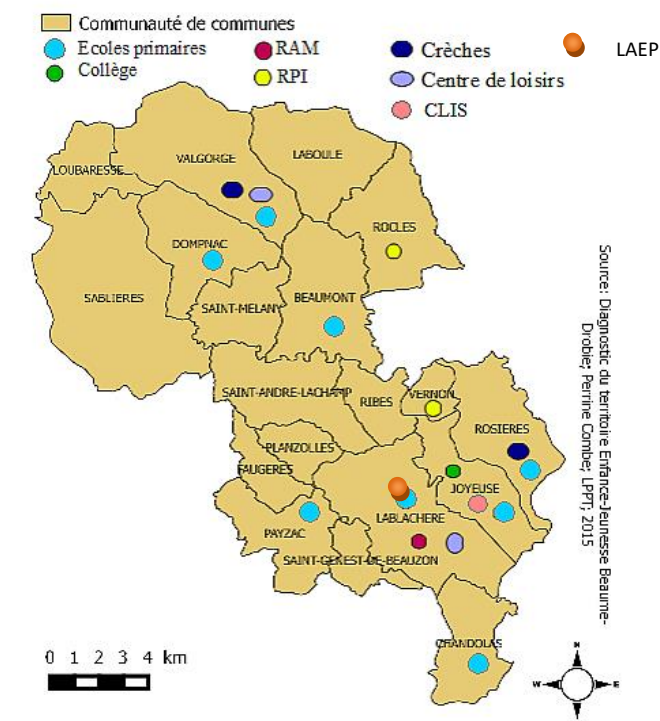 Communauté de communes
Ecoles primaires
Collège
RAM
RPI
Crèches
Centre de loisirs
CLIS
LAEP
LOUBARESSE
VALGORGE
LABOULE
ROCLES
DOMPNAC
SABLIERES
SAINT-MELANY
BEAUMONT
SAINT-ANDRE-LACHAMP
RIBES
VERNON
ROSIERES
PLANZOLLES
FAUGERES
JOYEUSE
LABLACHERE
PAYZAC
SAINT-GENEST-DE-BEAUZON
CHANDOLAS
Source: Diagnostic du territoire Enfance-Jeunesse Beaume-
Drobie; Perrine Combe; LPPT; 2015
0 1 2 3 4 km
N
W E
S